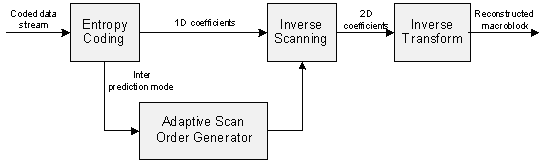 Coded data
stream
Entropy
Coding
1D coefficients
Inverse
Scanning
2D
coefficients
Inverse
Transform
Reconstructed
macroblock
Inter
prediction mode
Adaptive Scan
Order Generator